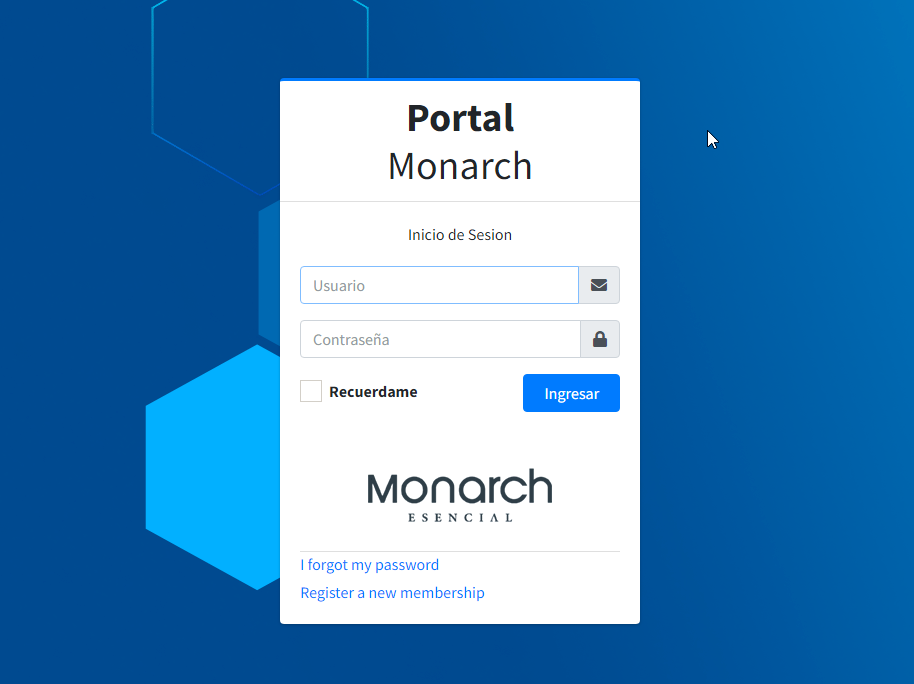 Portal
Monarch
Inicio de Sesion
Usuario
Contraseña
Recuerdame
Ingresar
Monarch
ESENCIAL
I forgot my password
Register a new membership